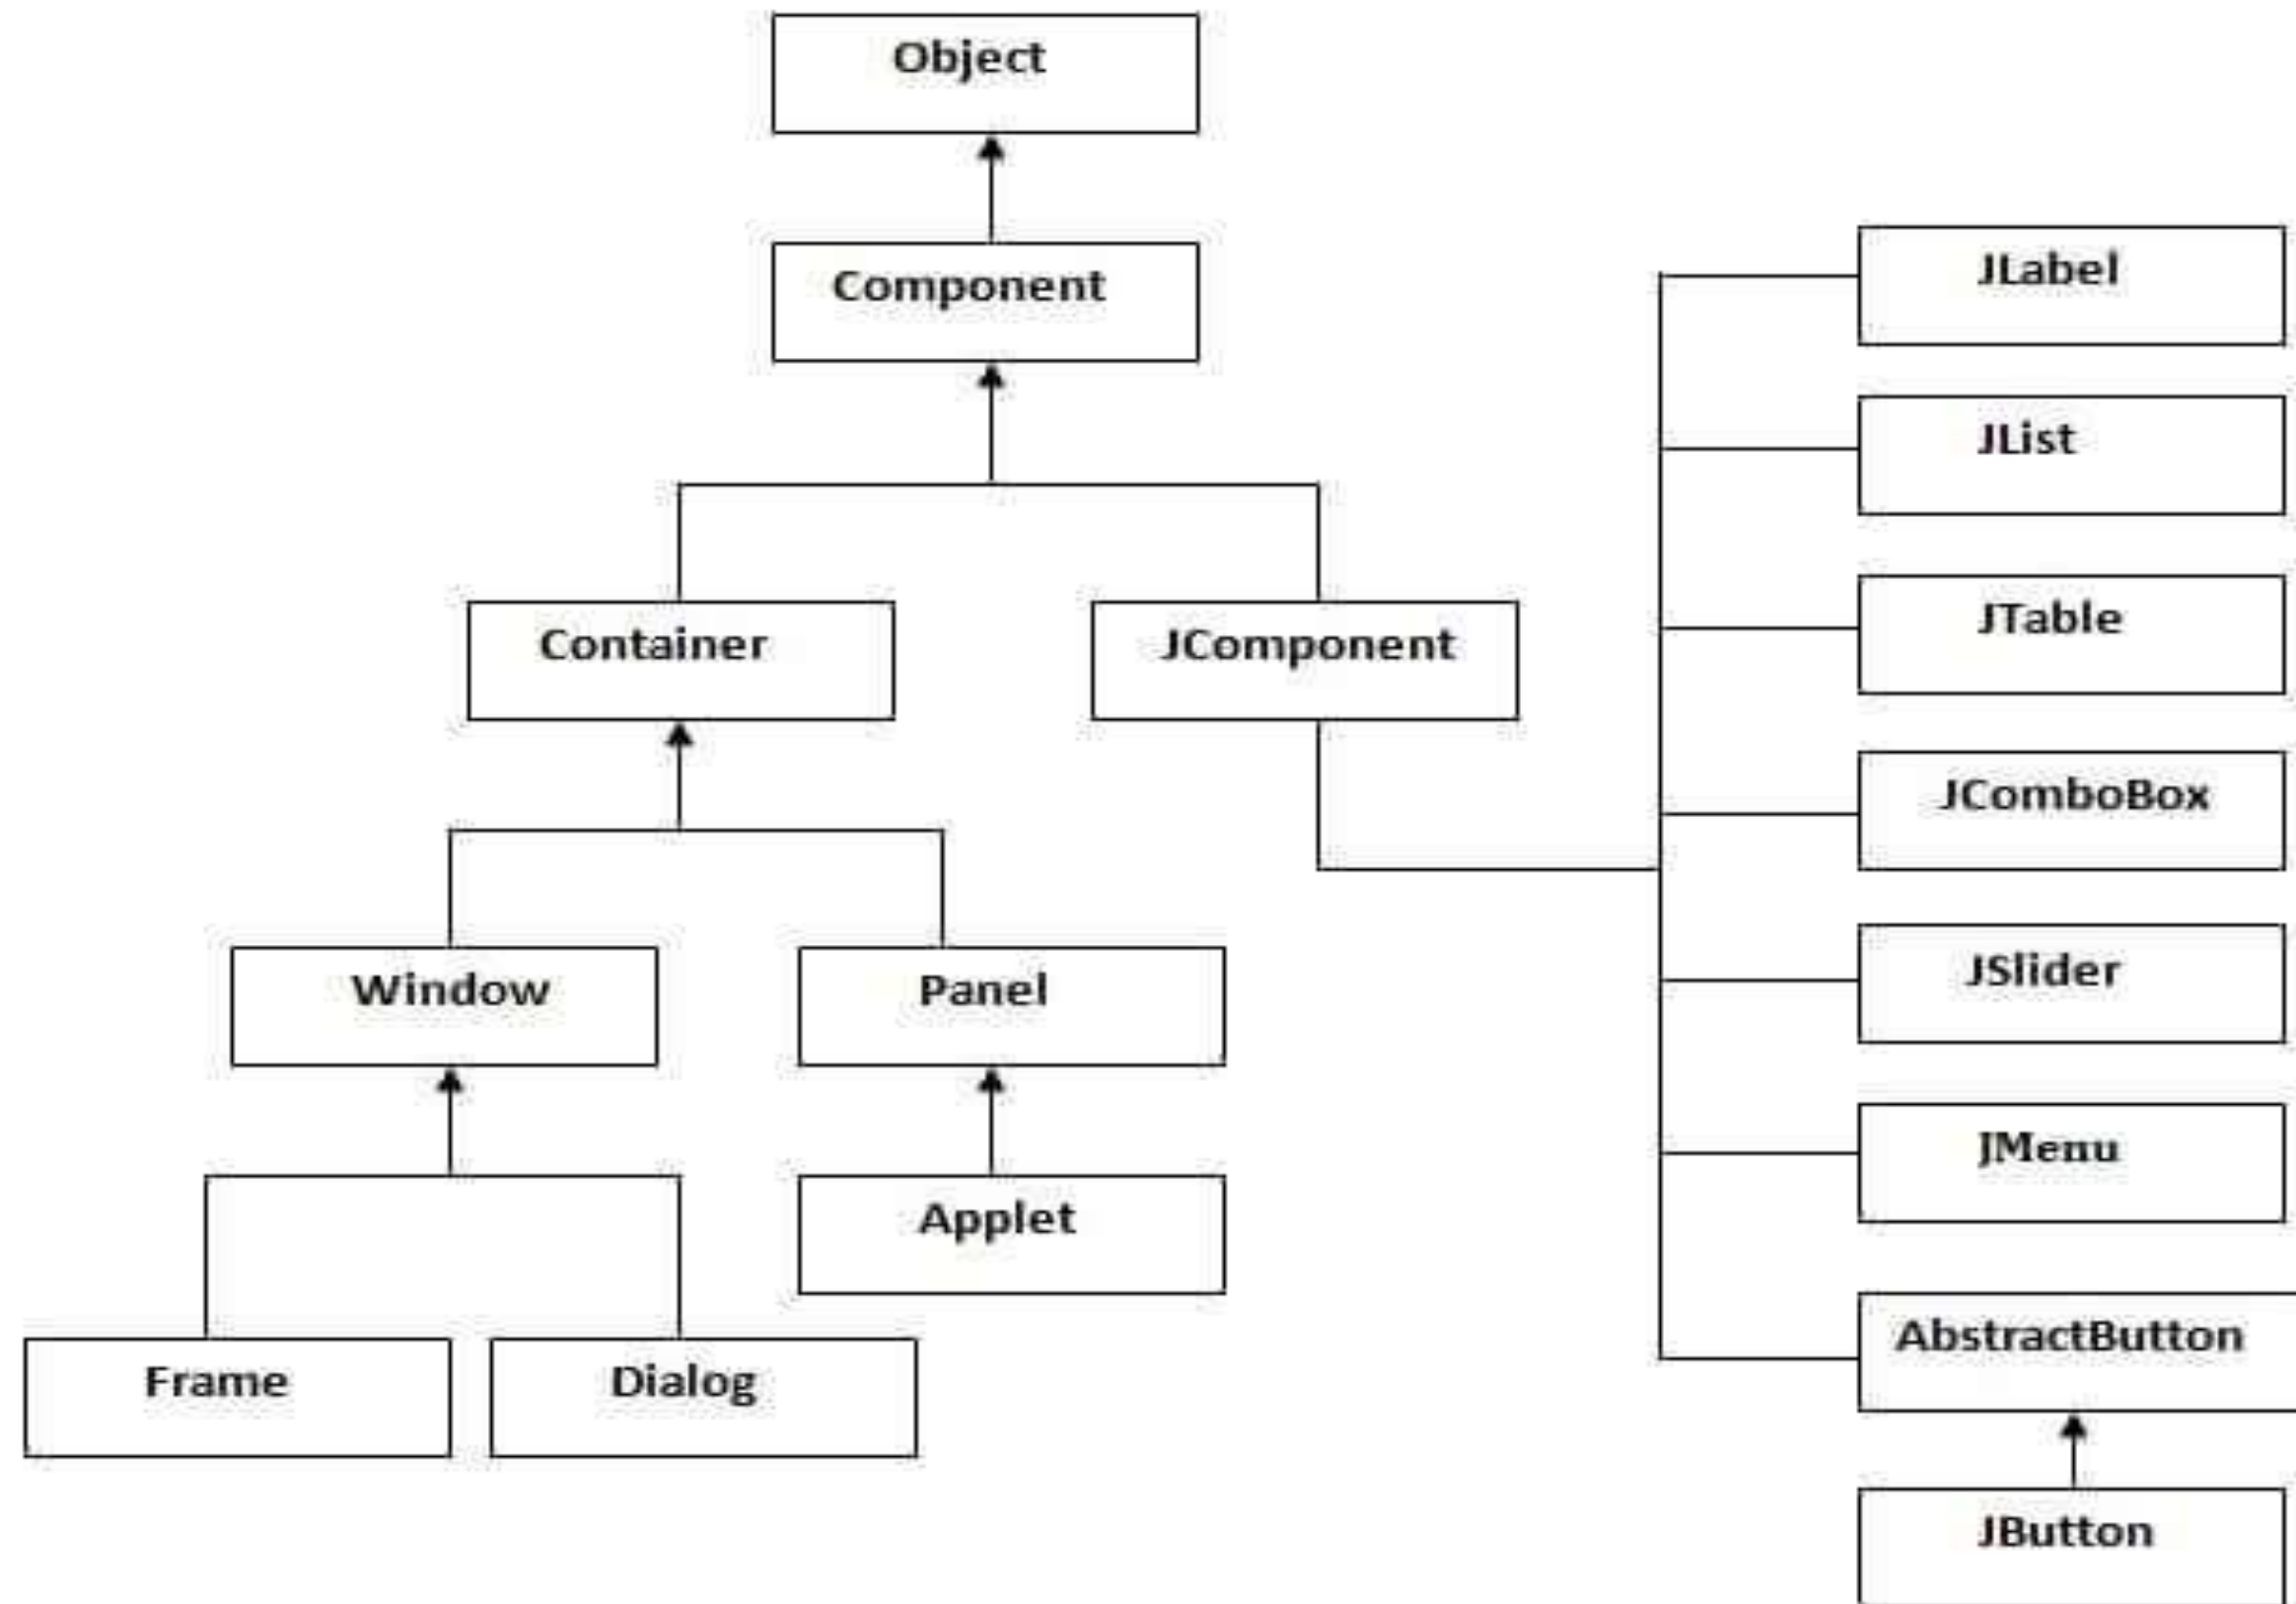 Object
Component
Container
JComponent
Window
Panel
Applet
Frame
Dialog
JLabel
JList
JTable
JComboBox
JSlider
JMenu
AbstractButton
JButton